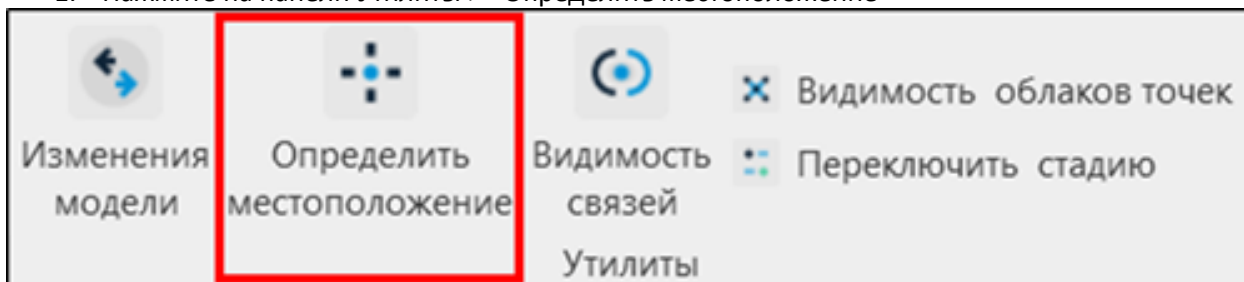 Изменения
модели
Определить
местоположение
Видимость
связей
Видимость облаков точек
Переключить стадию
Утилиты